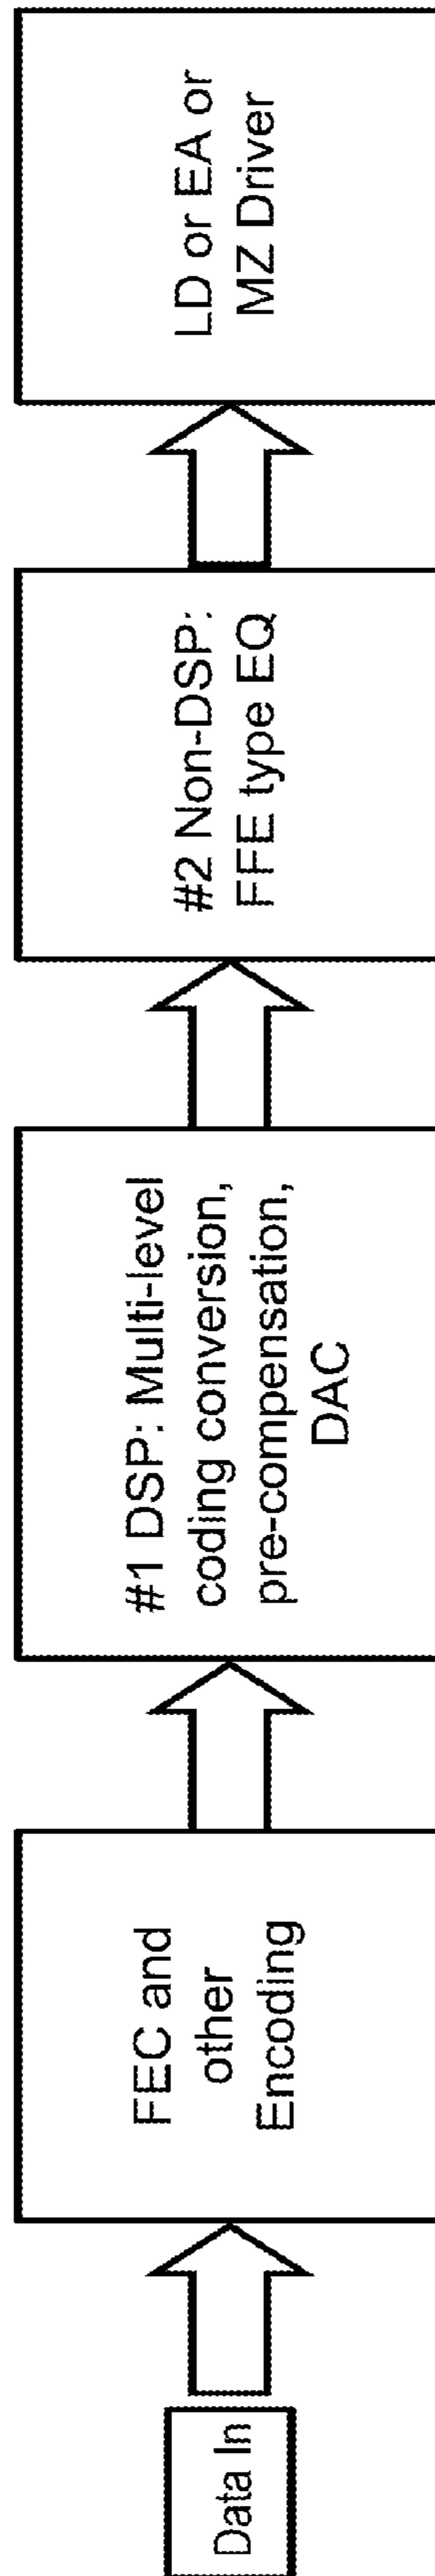 Data In
FEC and
other
Encoding
#1 DSP: Multi-level
coding conversion,
pre-compensation,
DAC
#2 Non-DSP:
FFE type EQ
LD or EA or
MZ Driver